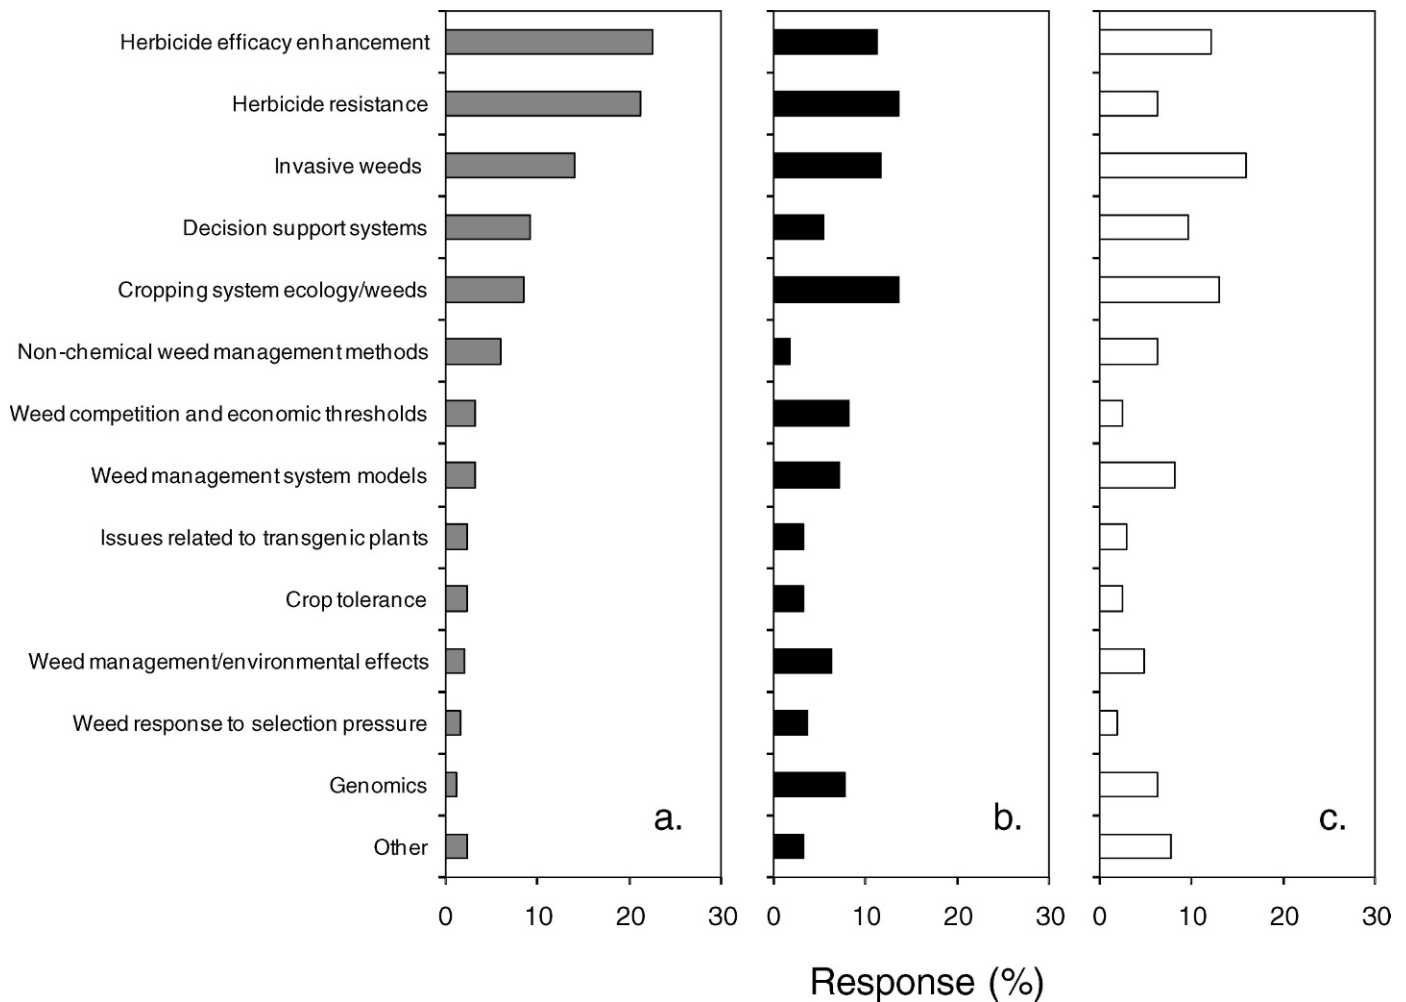 Herbicide efficacy enhancement
Herbicide resistance
Invasive weeds
Decision support systems
Cropping system ecology/weeds
Non-chemical weed management methods
Weed competition and economic thresholds
Weed management system models
Issues related to transgenic plants
Crop tolerance
Weed management/environmental effects
Weed response to selection pressure
Genomics
Other
a.
b.
c.
0 10 20 30 0 10 20 30 0 10 20 30
Response (%)